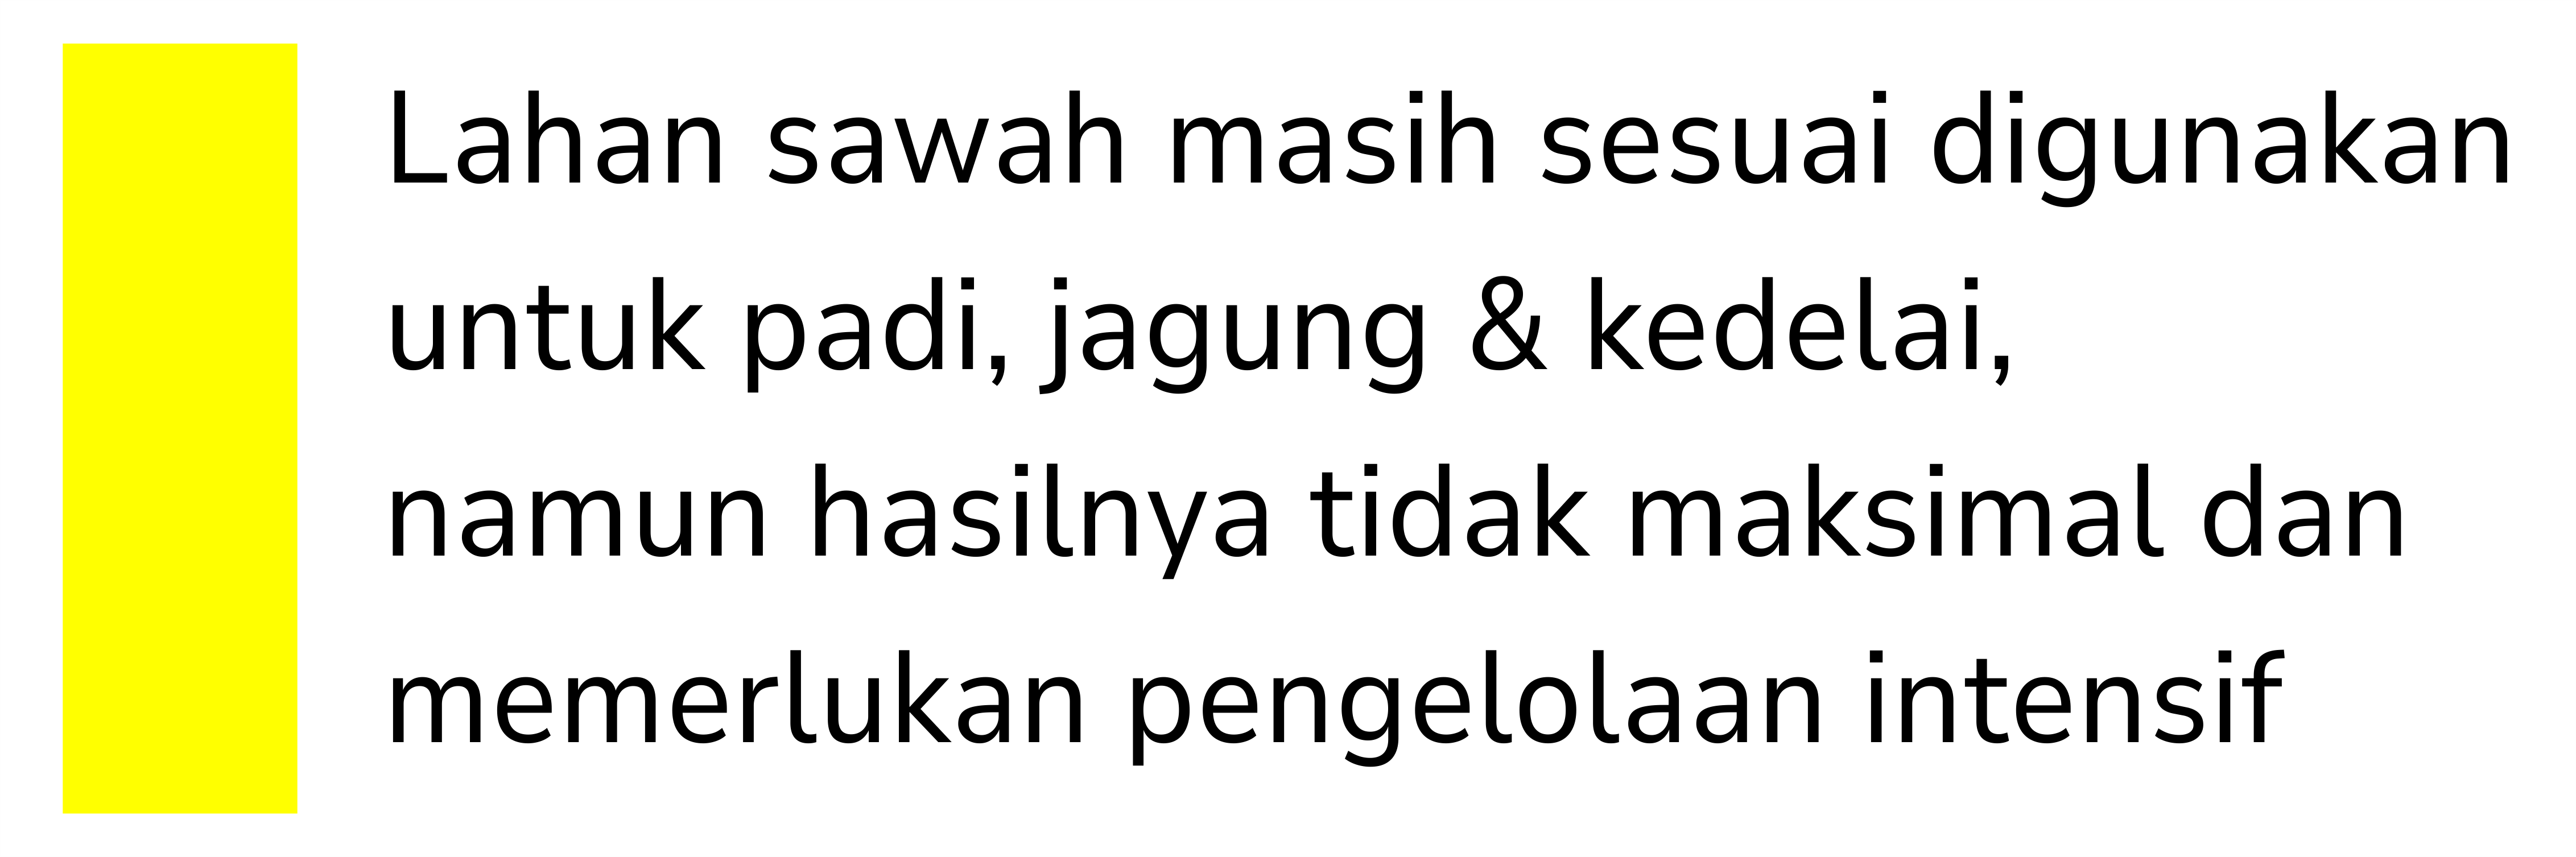 Lahan sawah masih sesuai digunakan
untuk padi, jagung & kedelai,
namun hasilnya tidak maksimal dan
memerlukan pengelolaan intensif